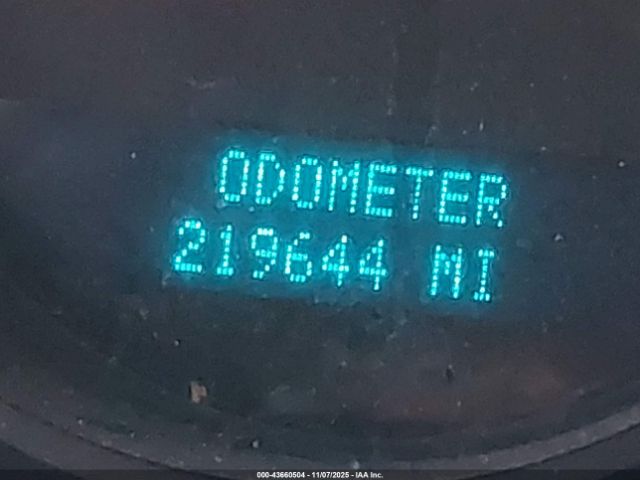 ODOMETER
219644 MI
000-43660504 - 11/07/2025 - IAA Inc.